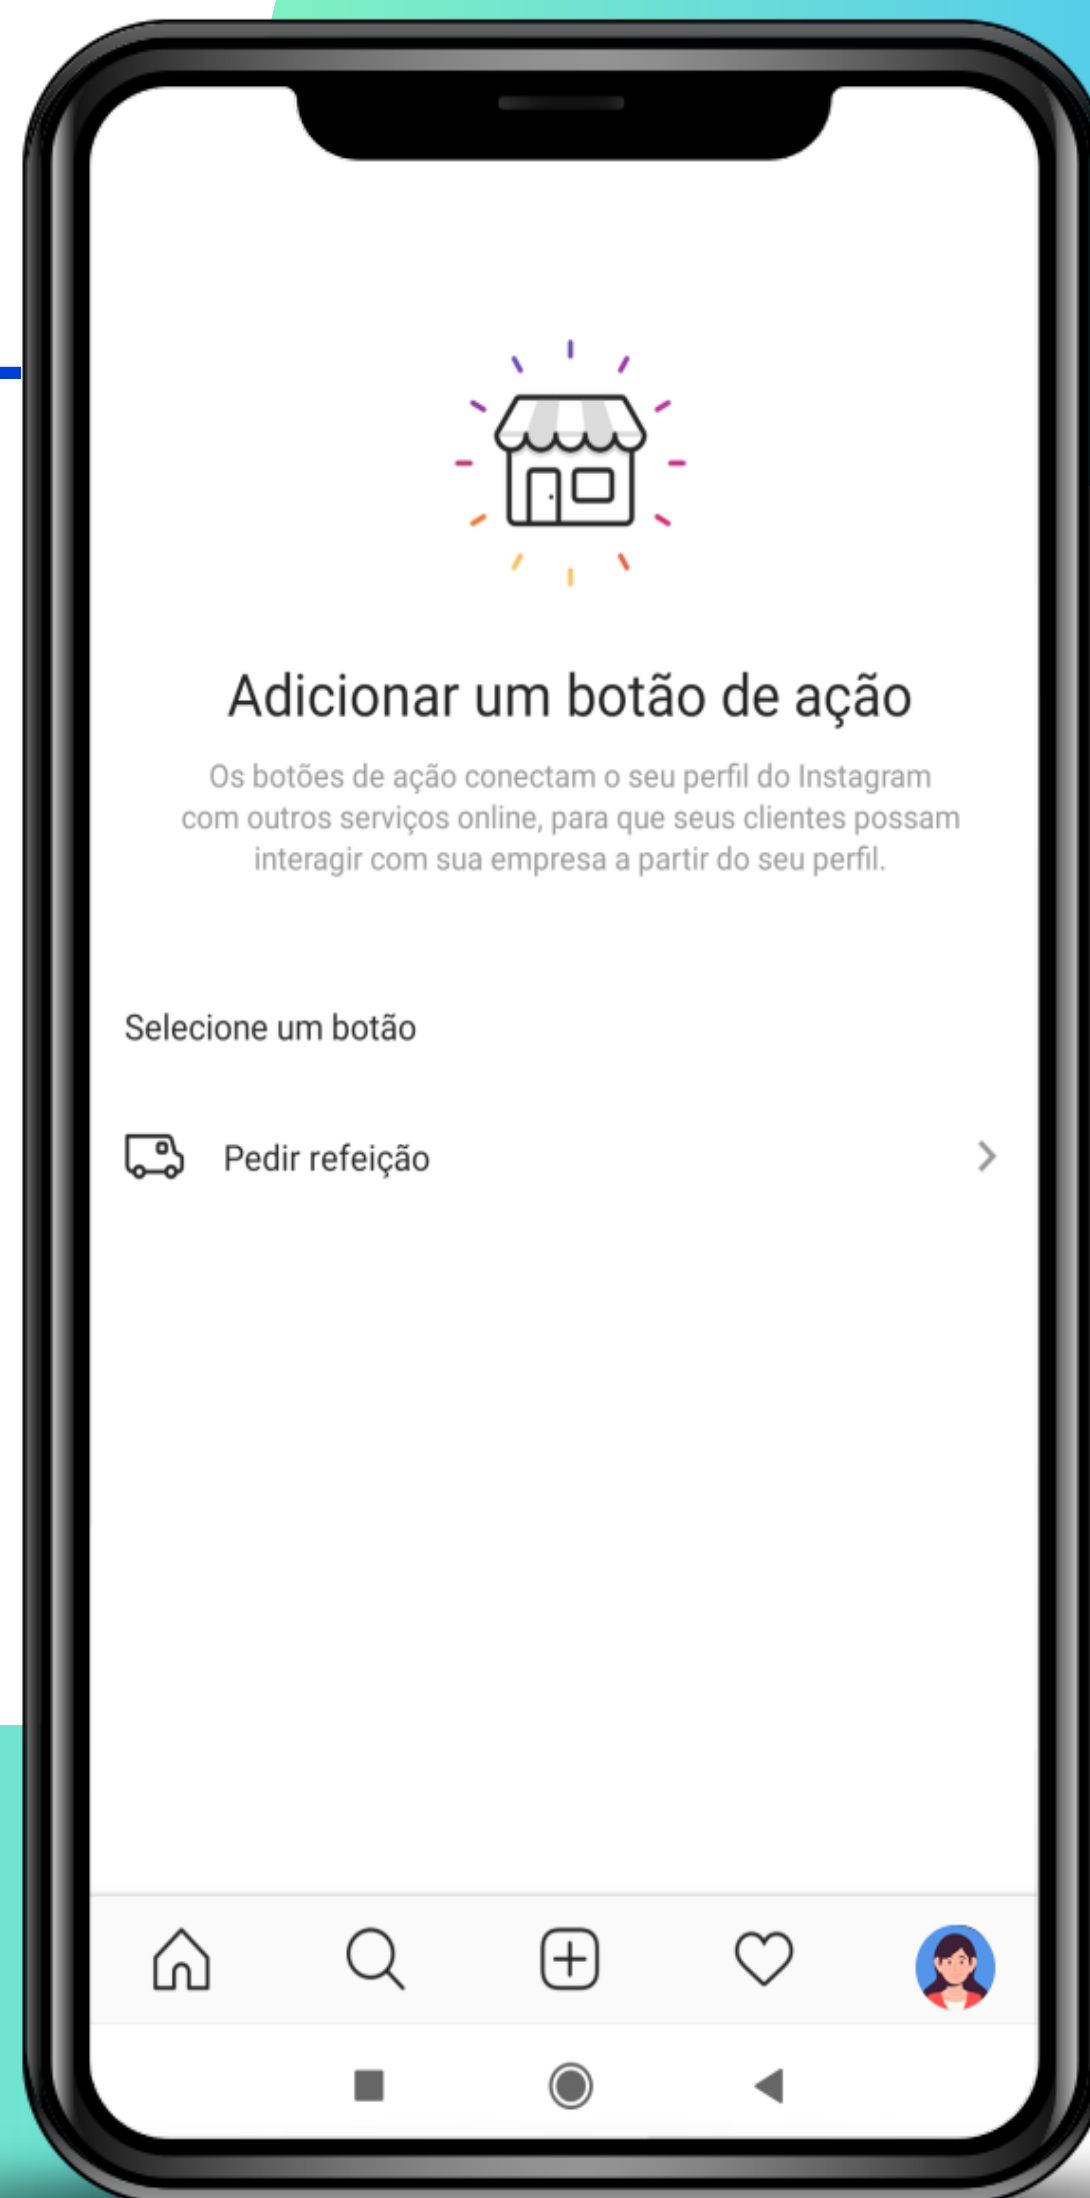 Adicionar um botão de ação
Os botões de ação conectam o seu perfil do Instagram
com outros serviços online, para que seus clientes possam
interagir com sua empresa a partir do seu perfil.
Selecione um botão
Pedir refeição